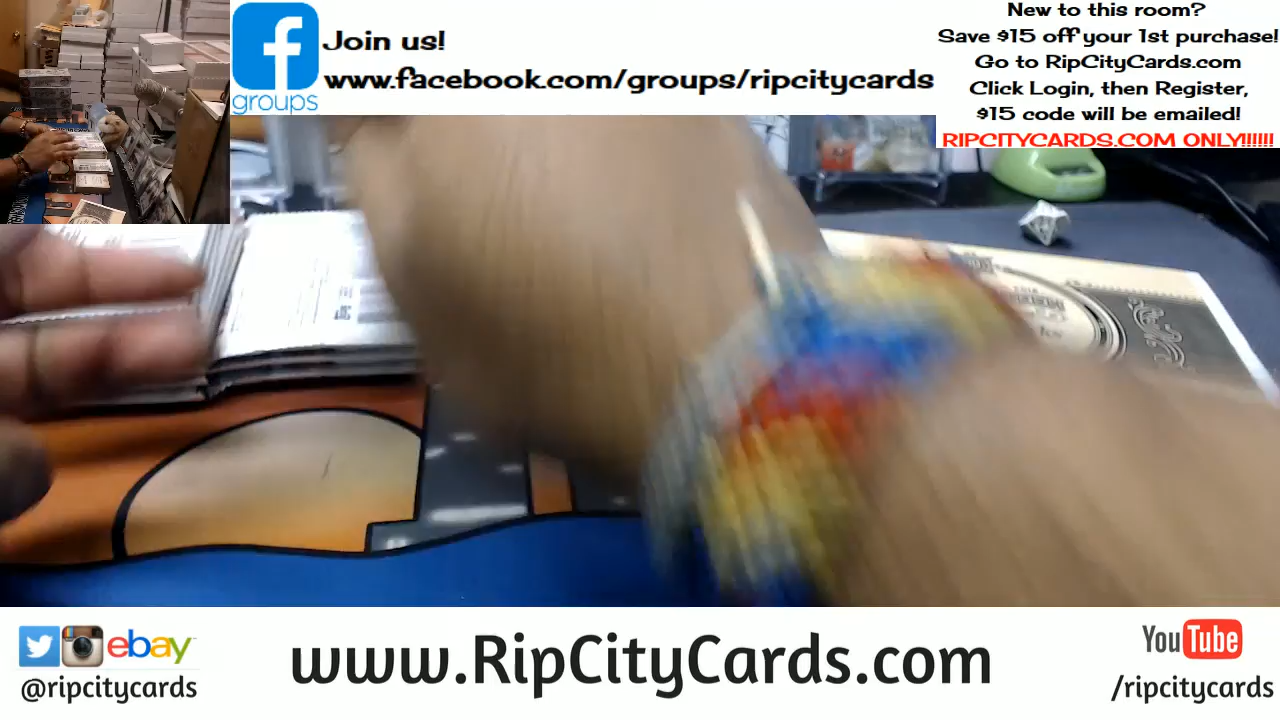 Join us!
www.facebook.com/groups/ripcitycards
groups
New to this room?
Save $15 off your 1st purchase!
Go to RipCityCards.com
Click Login, then Register,
$15 code will be emailed!
RIPCITYCARDS.COM ONLY!!!!!!
ebay
@ripcitycards
www.RipCityCards.com
YouTube
/ripcitycards